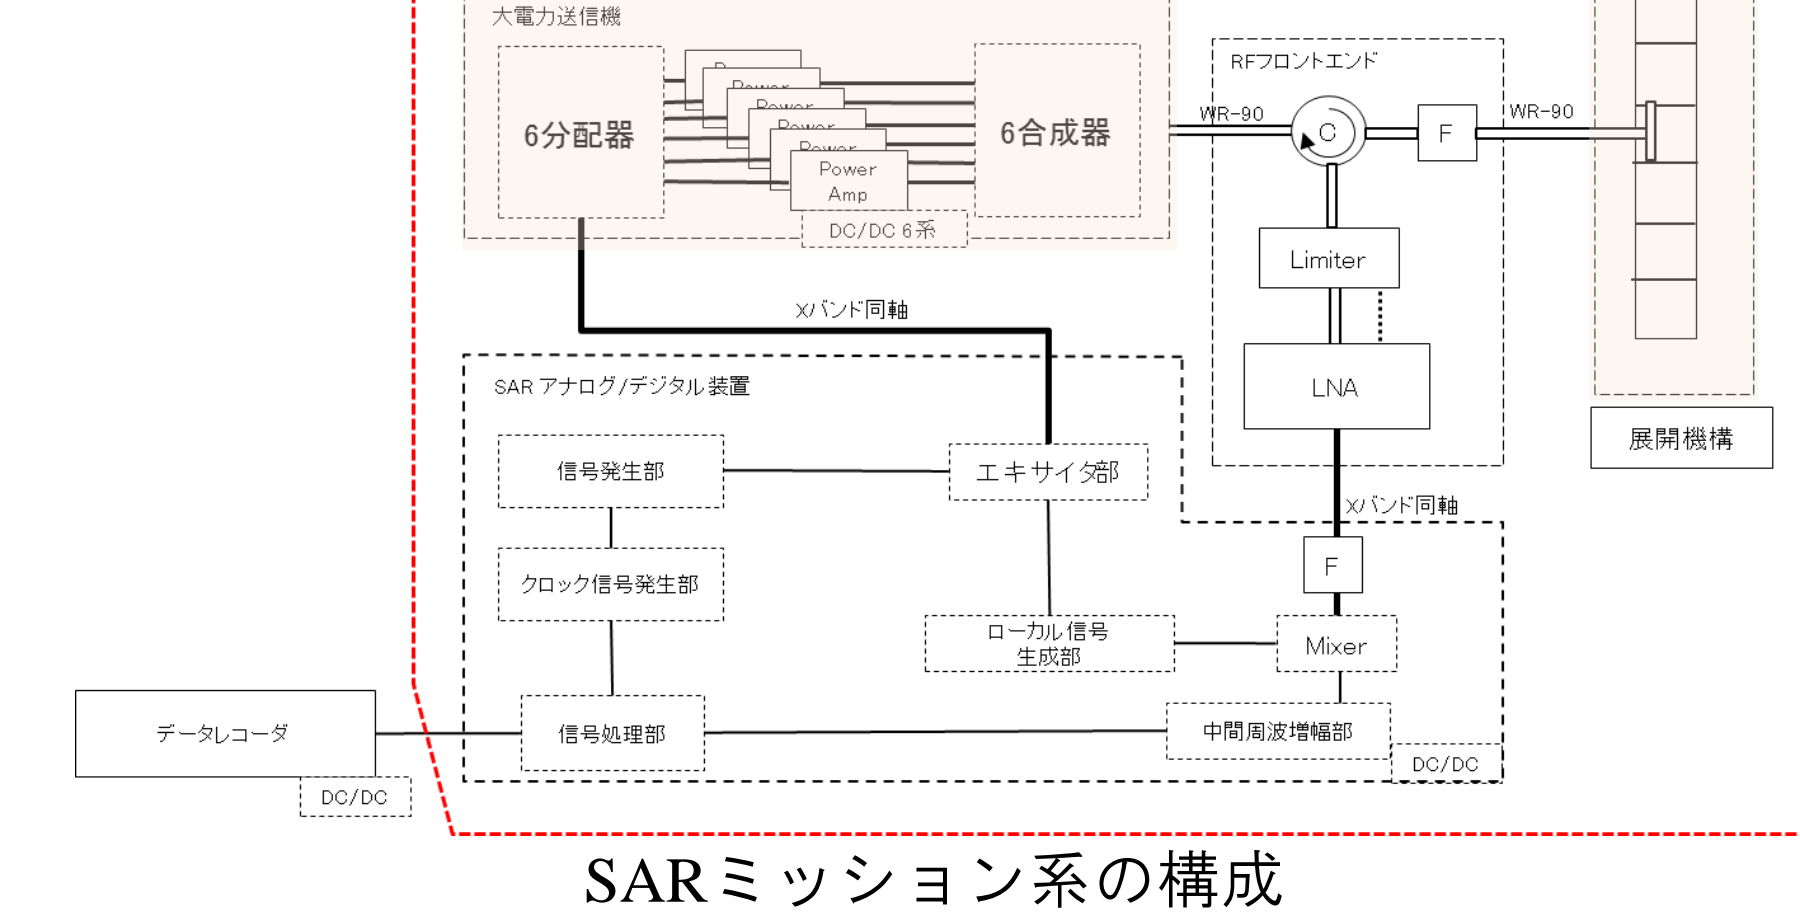 大電力送信機
RFフロントエンド
6分配器
Power
Power
Power
Power
Power
Amp
6合成器
DC/DC 6系
WR-90
C
F
WR-90
Limiter
LNA
展開機構
Xバンド同軸
Xバンド同軸
SAR アナログ/デジタル装置
信号発生部
エキサイタ部
クロック信号発生部
F
ローカル信号
生成部
Mixer
データレコーダ
信号処理部
中間周波増幅部
DC/DC
DC/DC
SARミッション系の構成